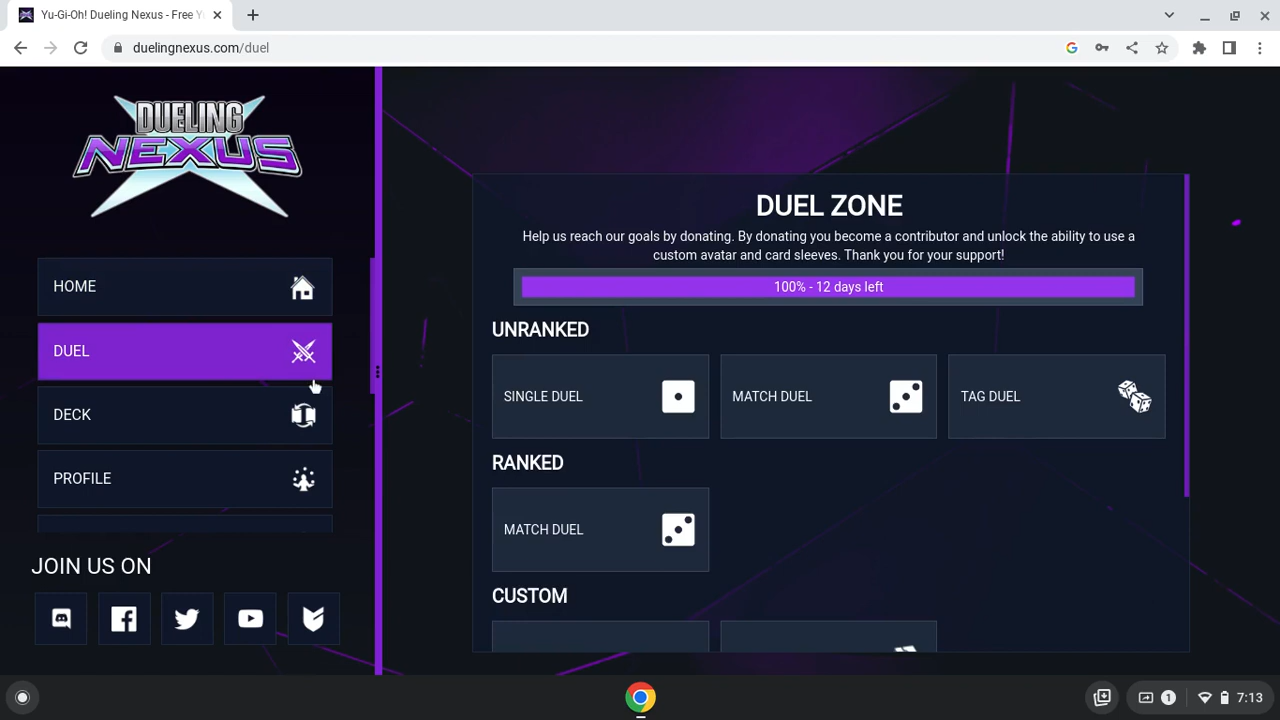 Yu-Gi-Oh! Dueling Nexus - Free Y
duelingnexus.com/duel
DUELING
NEXUS
HOME
DUEL
DECK
PROFILE
JOIN US ON
DUEL ZONE
Help us reach our goals by donating. By donating you become a contributor and unlock the ability to use a
custom avatar and card sleeves. Thank you for your support!
100% - 12 days left
UNRANKED
SINGLE DUEL
MATCH DUEL
TAG DUEL
RANKED
MATCH DUEL
CUSTOM
1
7:13